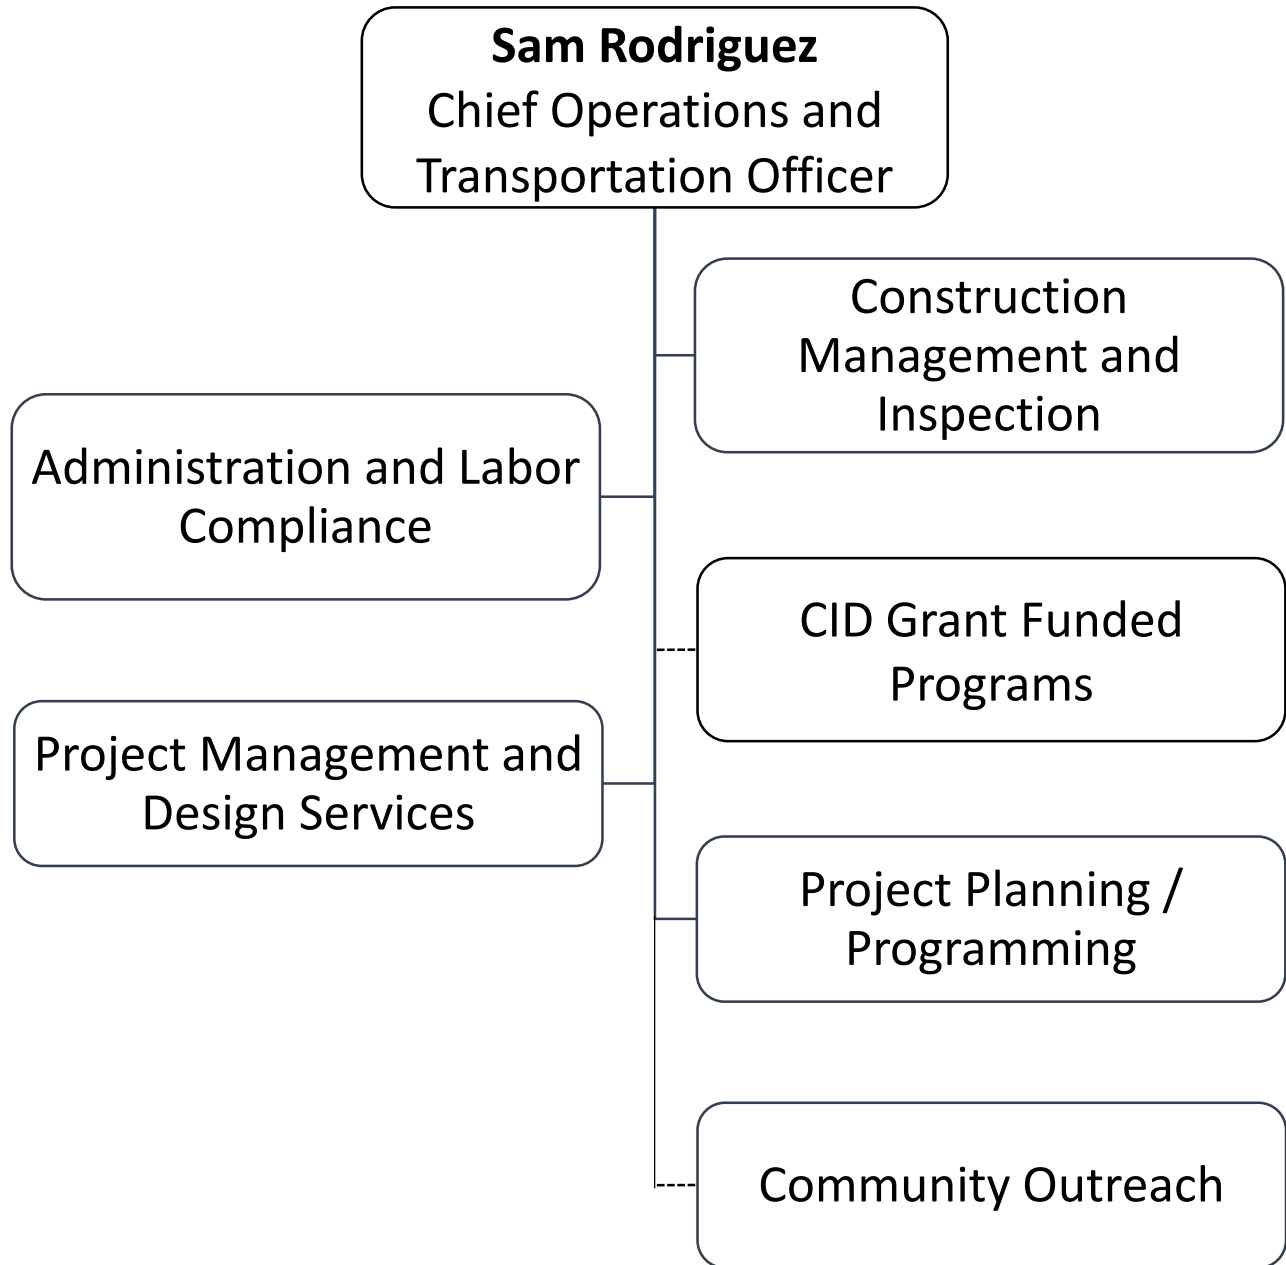 Sam Rodriguez
Chief Operations and
Transportation Officer
Construction
Management and
Inspection
Administration and Labor
Compliance
CID Grant Funded
Programs
Project Management and
Design Services
Project Planning /
Programming
Community Outreach